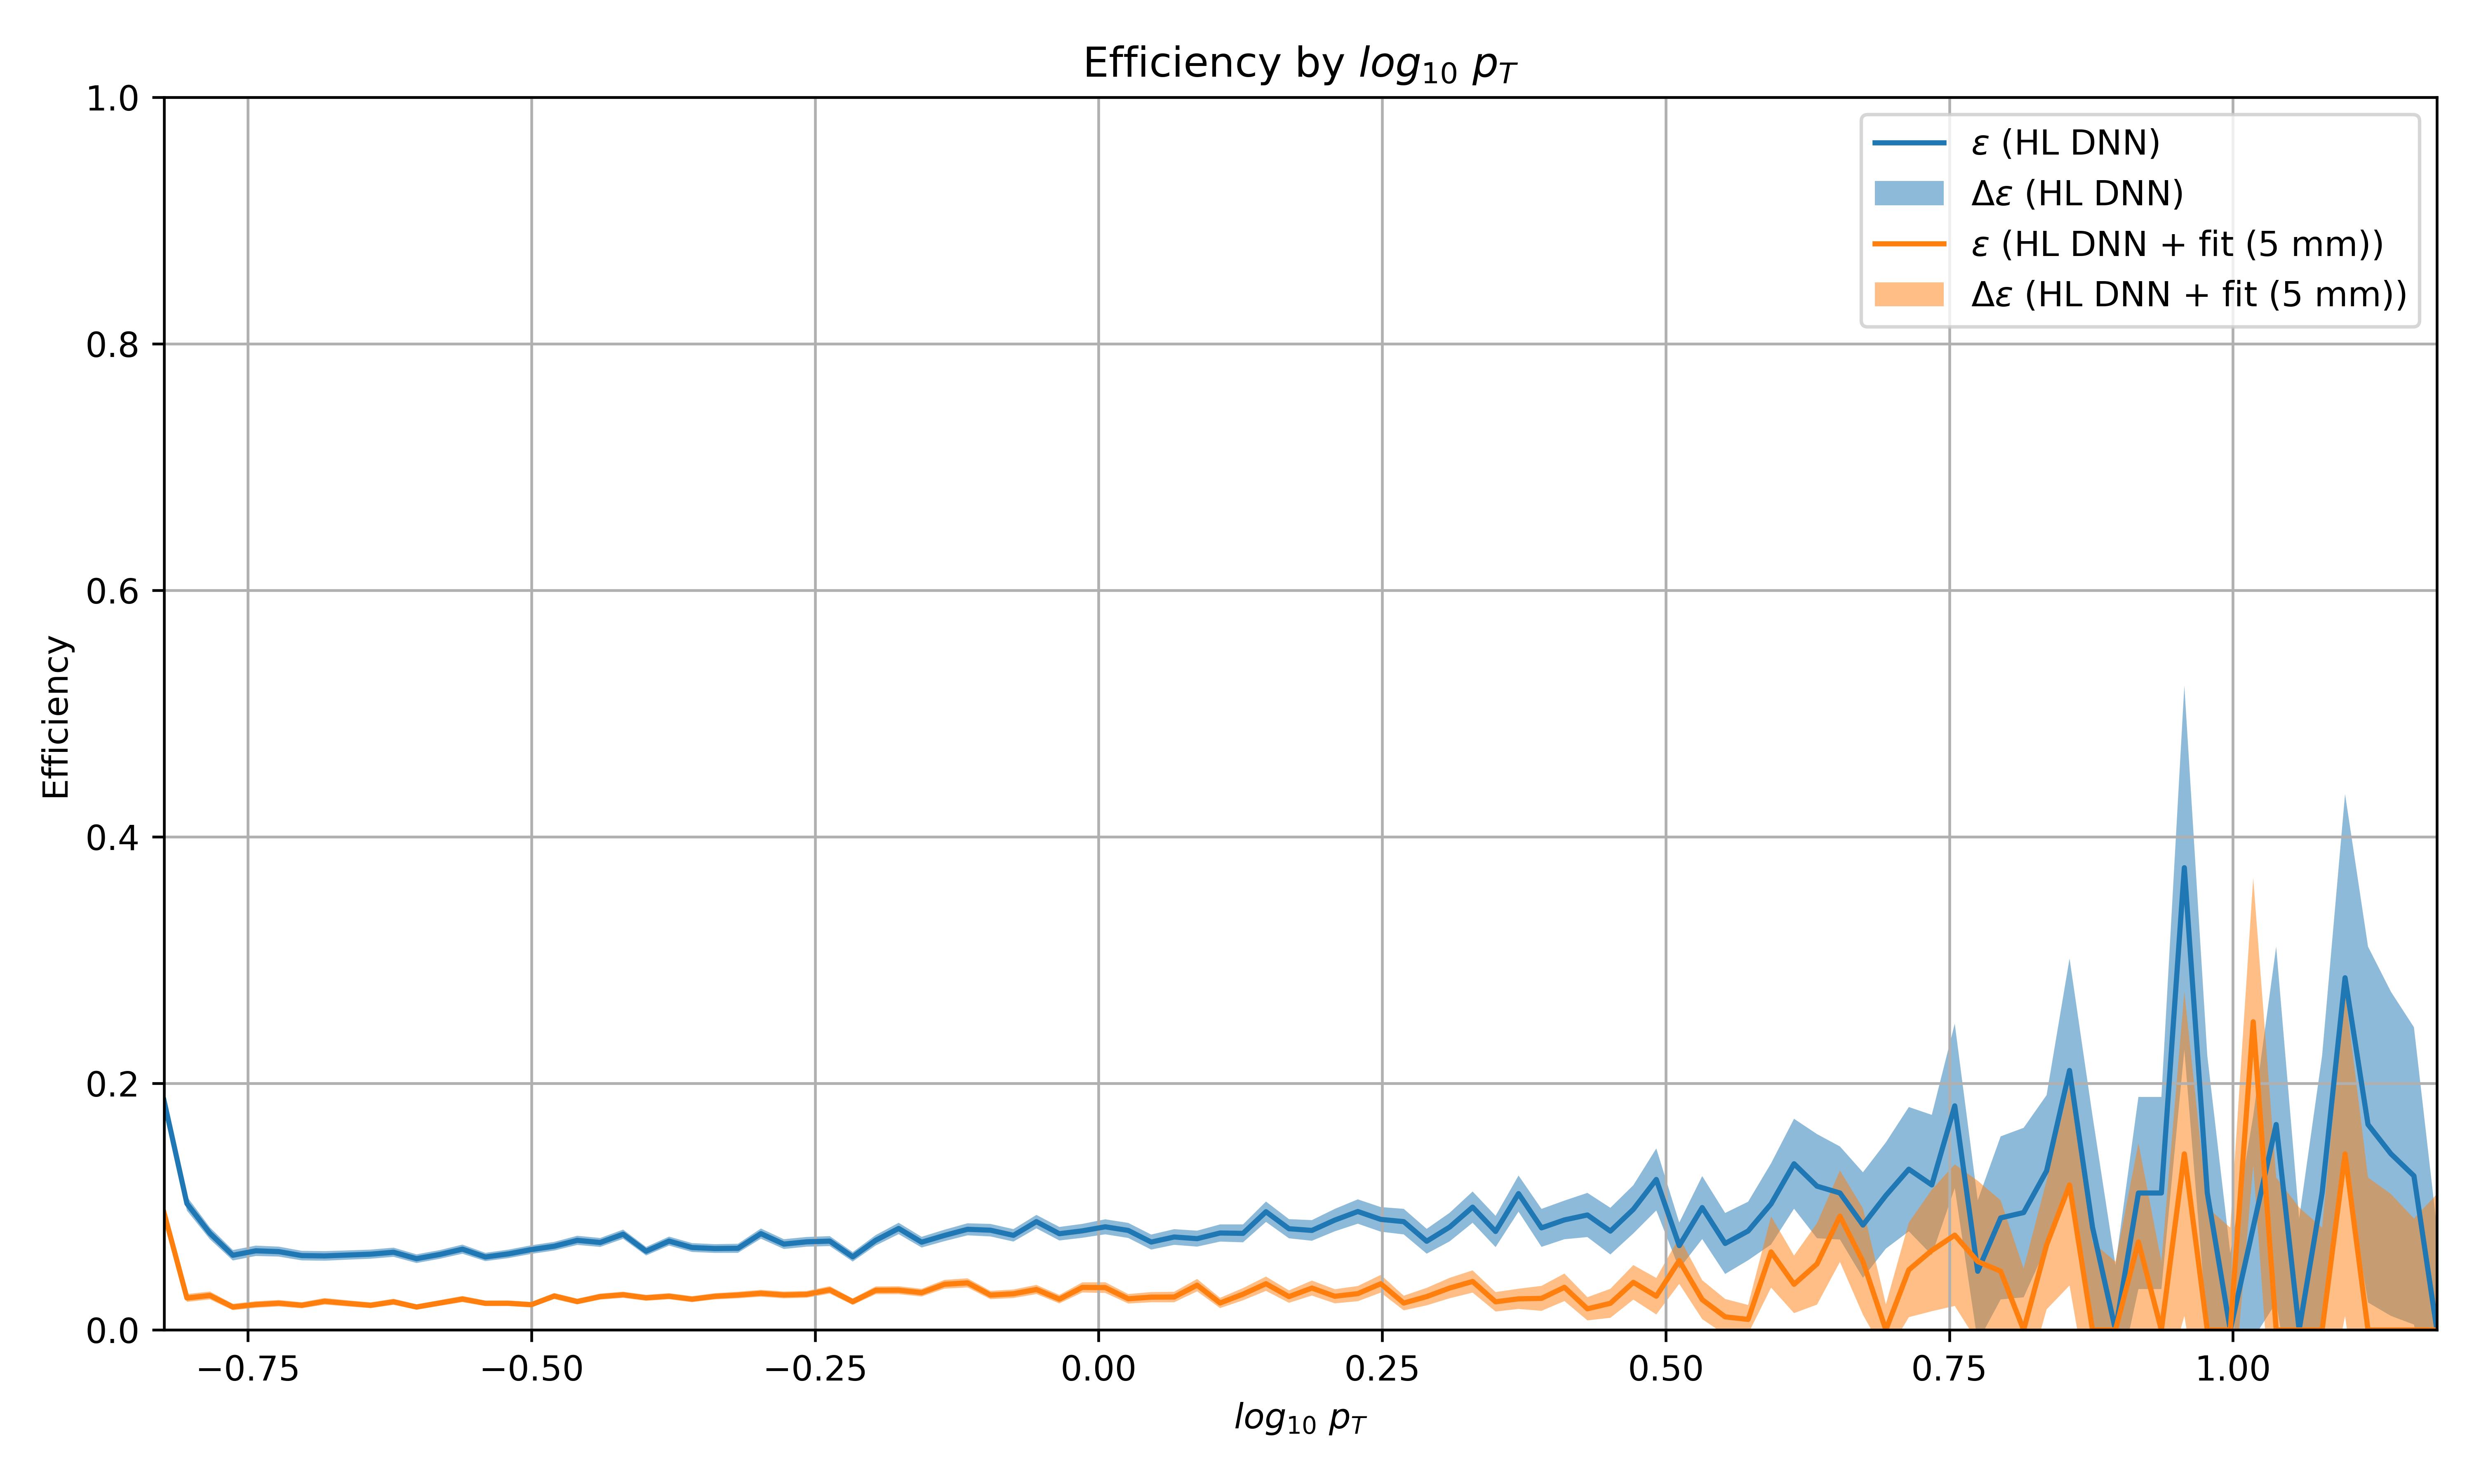 Efficiency by log₁₀ p_T
1.0
0.8
0.6
0.4
0.2
0.0
Efficiency
ε (HL DNN)
Δε (HL DNN)
ε (HL DNN + fit (5 mm))
Δε (HL DNN + fit (5 mm))
−0.75 −0.50 −0.25 0.00 0.25 0.50 0.75 1.00
log₁₀ p_T